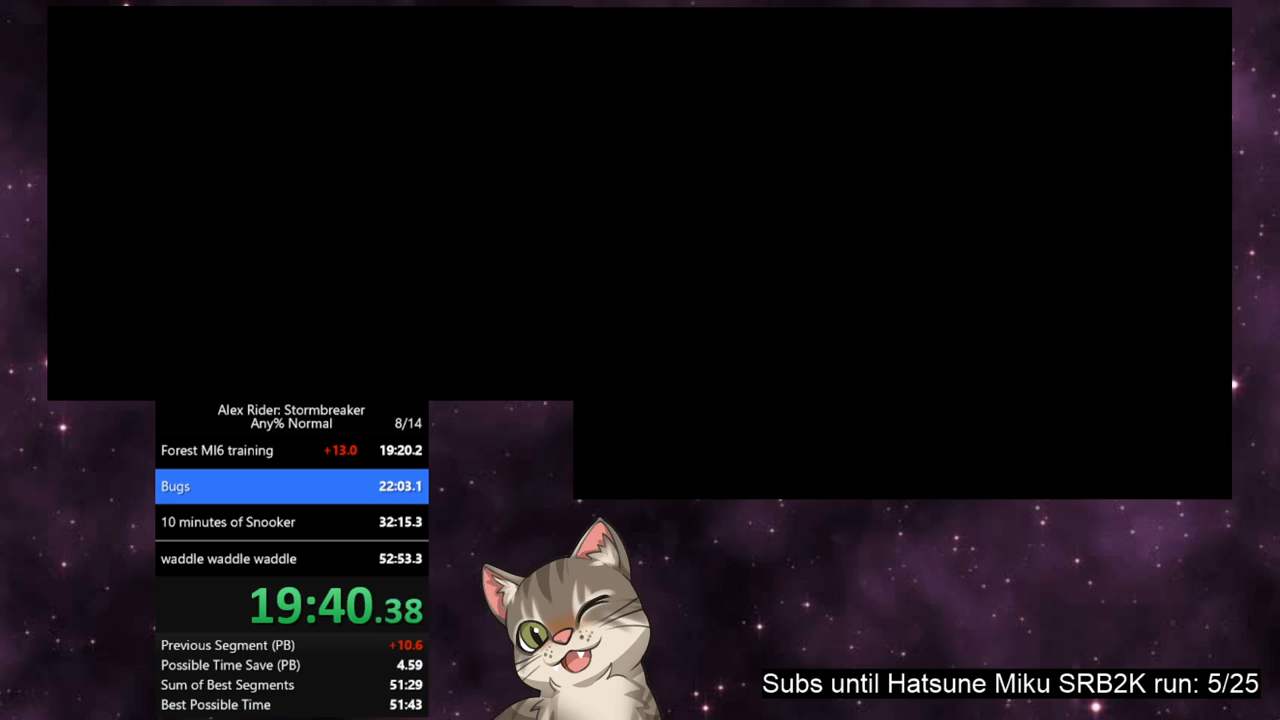 Alex Rider: Stormbreaker
Any% Normal 8/14
Forest MI6 training +13.0 19:20.2
Bugs 22:03.1
10 minutes of Snooker 32:15.3
waddle waddle waddle 52:53.3
19:40.38
Previous Segment (PB) +10.6
Possible Time Save (PB) 4.59
Sum of Best Segments 51:29
Best Possible Time 51:43
Subs until Hatsune Miku SRB2K run: 5/25